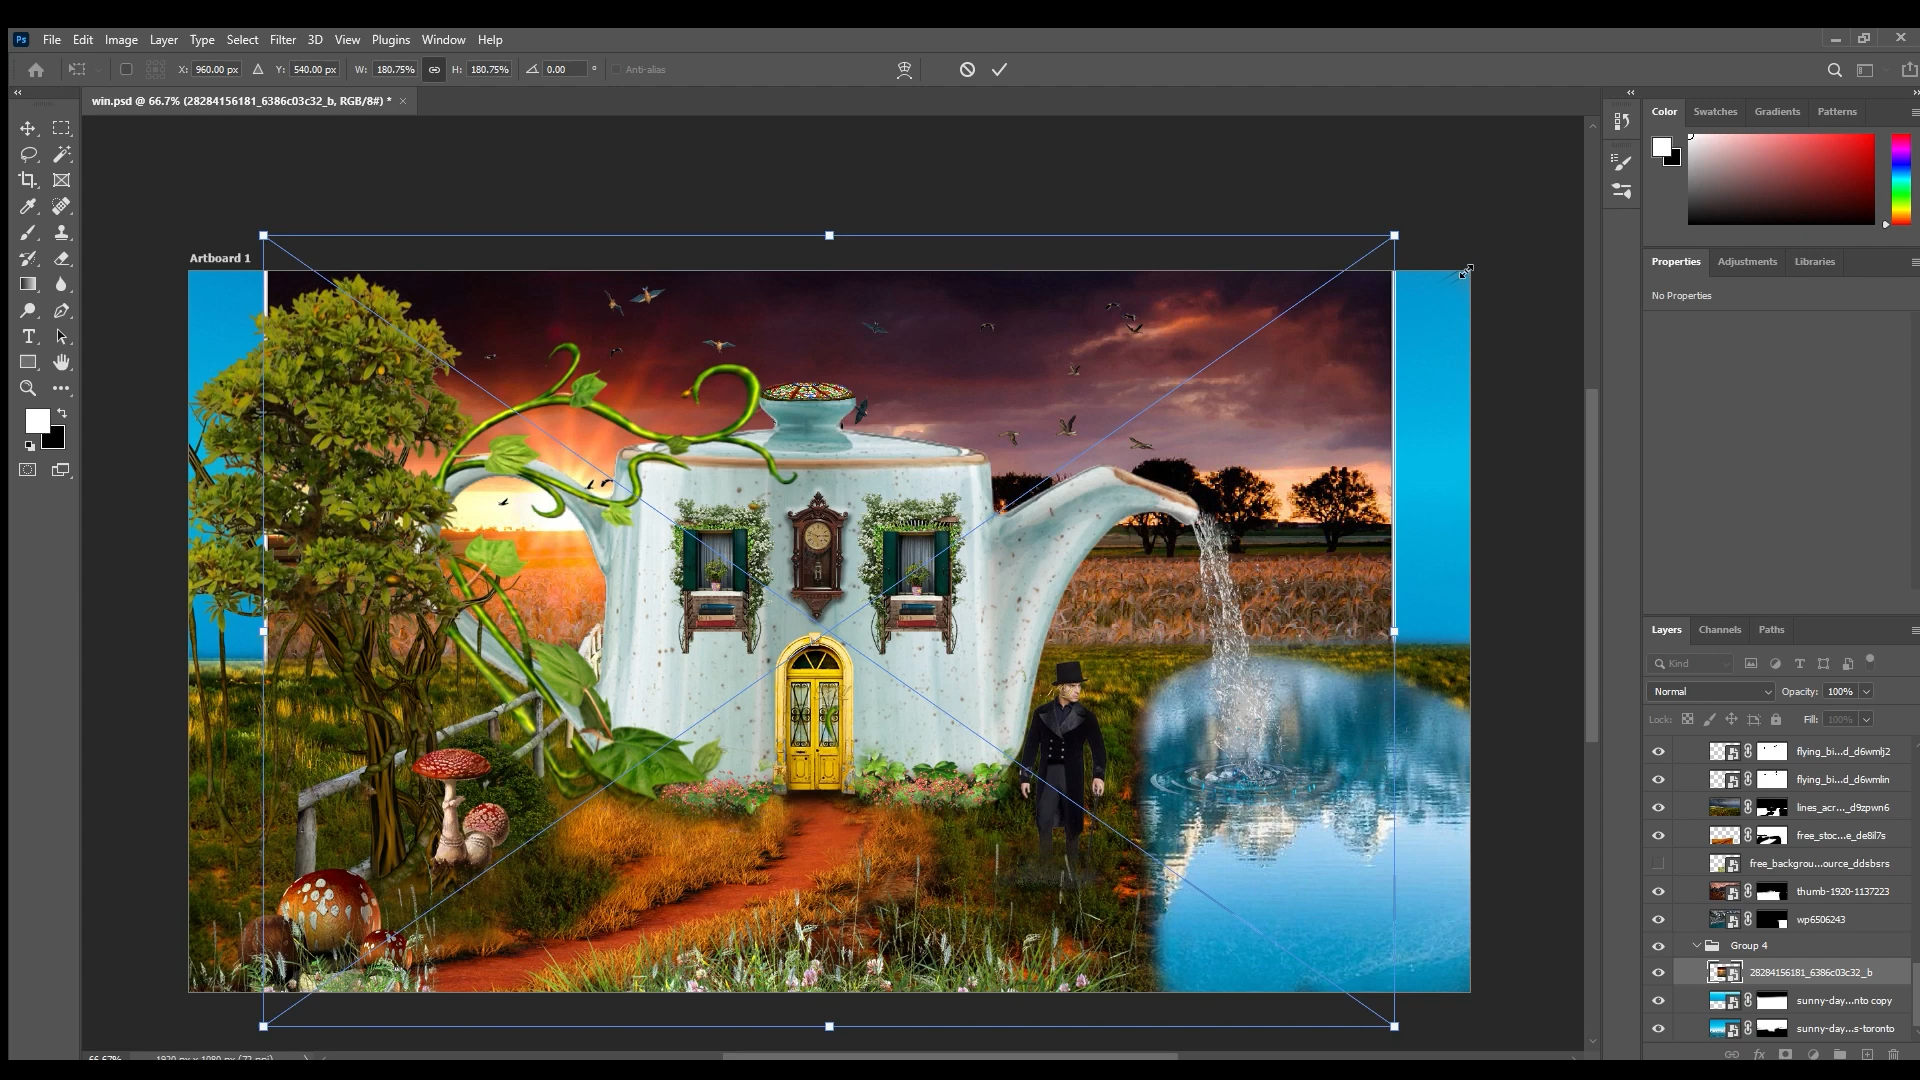 Ps File Edit Image Layer Type Select Filter 3D View Plugins Window Help
X: 960.00 px Y: 540.00 px W: 180.75% H: 180.75% 0.00 ° Anti-alias
win.psd @ 66.7% (28284156181_6386c03c32_b, RGB/8#) * ×
Color Swatches Gradients Patterns
Artboard 1
Properties Adjustments Libraries
No Properties
Layers Channels Paths
Kind
Normal Opacity: 100%
Lock: Fill: 100%
flying_bi...d_d6wmlj2
flying_bi...d_d6wmlin
lines_acr..._d9zpwn6
free_stoc...e_de8il7s
free_backgrou...ource_ddsbsrs
thumb-1920-1137223
wp6506243
Group 4
28284156181_6386c03c32_b
sunny-day...nto copy
sunny-day...s-toronto
fx
66.67% 1920 px x 1080 px (72 ppi)